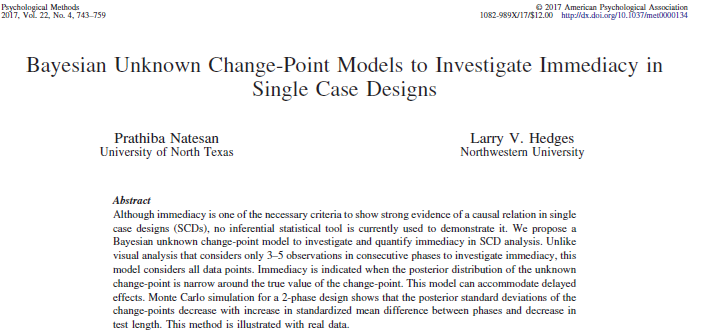 Psychological Methods
2017, Vol. 22, No. 4, 743–759
© 2017 American Psychological Association
1082-989X/17/$12.00 http://dx.doi.org/10.1037/met0000134
Bayesian Unknown Change-Point Models to Investigate Immediacy in
Single Case Designs
Prathiba Natesan
University of North Texas
Larry V. Hedges
Northwestern University
Abstract
Although immediacy is one of the necessary criteria to show strong evidence of a causal relation in single
case designs (SCDs), no inferential statistical tool is currently used to demonstrate it. We propose a
Bayesian unknown change-point model to investigate and quantify immediacy in SCD analysis. Unlike
visual analysis that considers only 3–5 observations in consecutive phases to investigate immediacy, this
model considers all data points. Immediacy is indicated when the posterior distribution of the unknown
change-point is narrow around the true value of the change-point. This model can accommodate delayed
effects. Monte Carlo simulation for a 2-phase design shows that the posterior standard deviations of the
change-points decrease with increase in standardized mean difference between phases and decrease in
test length. This method is illustrated with real data.